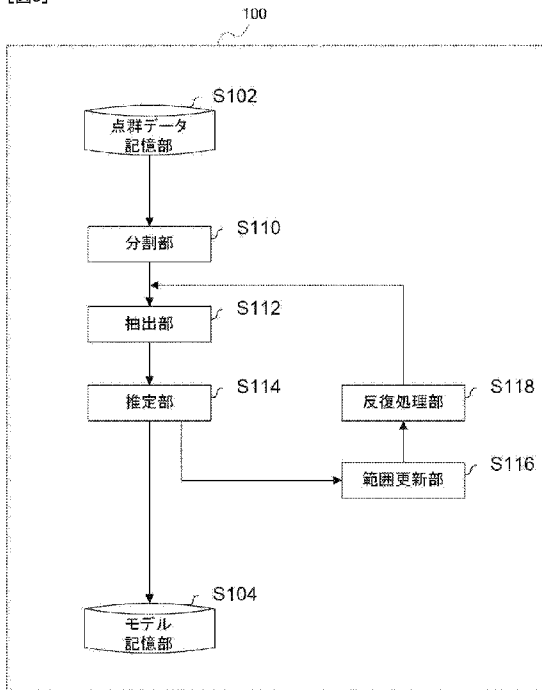 100
S102
点群データ
記憶部
S110
分割部
S112
抽出部
S114
推定部
S118
反復処理部
S116
範囲更新部
S104
モデル
記憶部